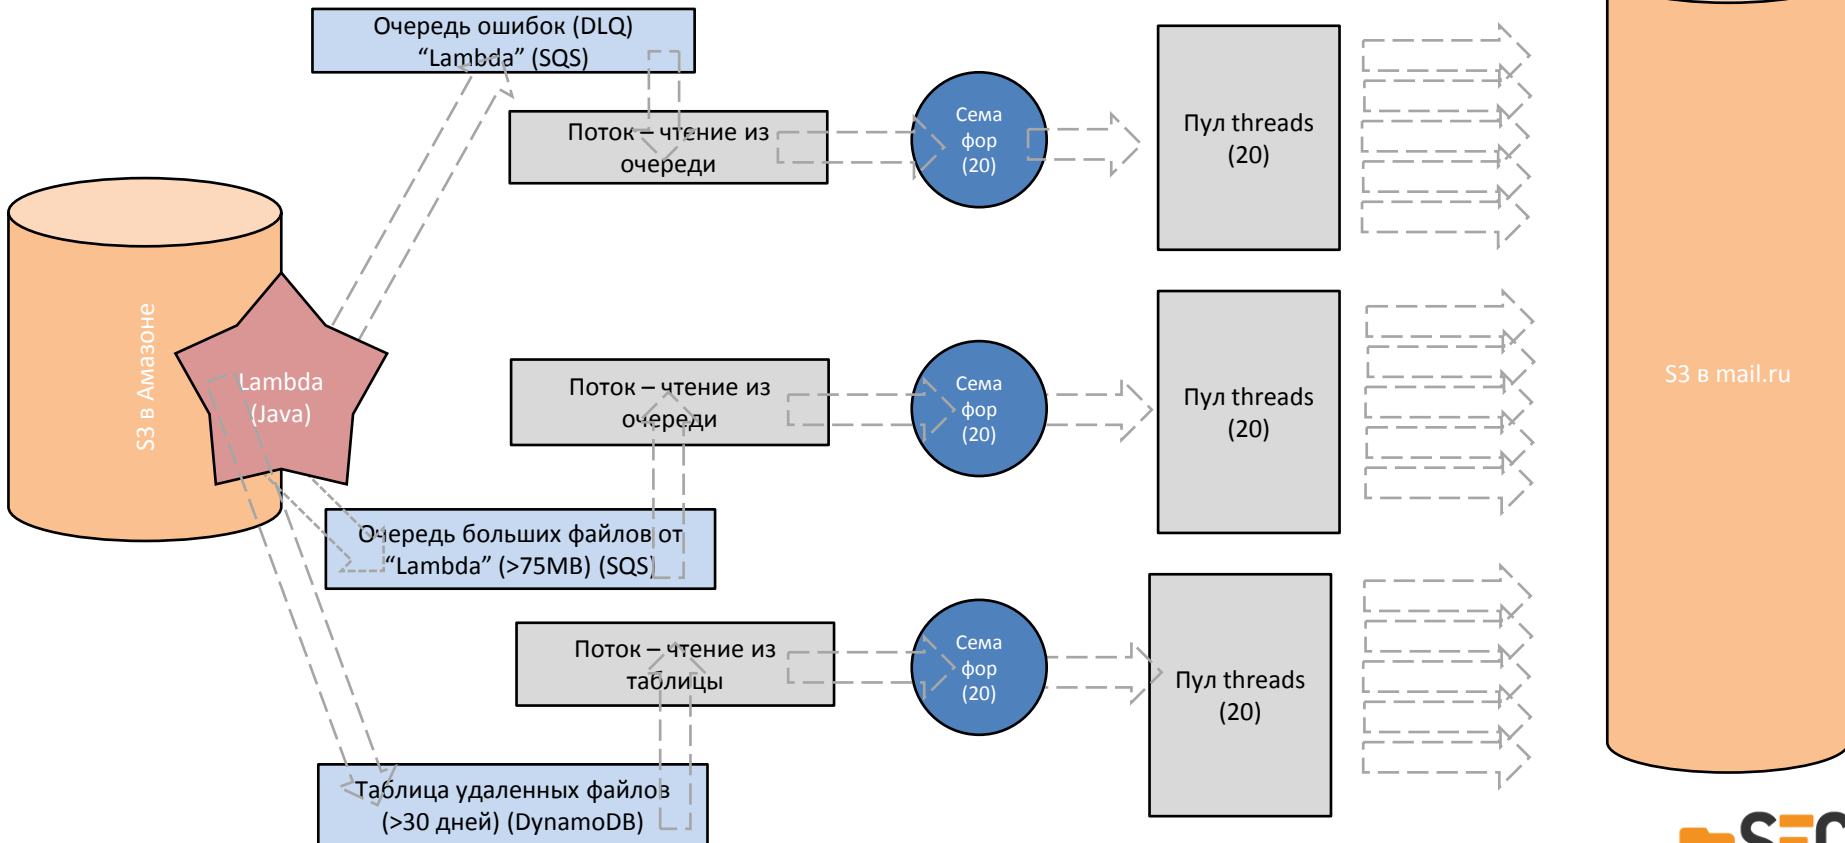 Очередь ошибок (DLQ)
“Lambda” (SQS)
Поток – чтение из
очереди
Сема
фор
(20)
Пул threads
(20)
S3 в Амазоне
Lambda
(Java)
Поток – чтение из
очереди
Сема
фор
(20)
Пул threads
(20)
S3 в mail.ru
Очередь больших файлов от
“Lambda” (>75MB) (SQS)
Поток – чтение из
таблицы
Сема
фор
(20)
Пул threads
(20)
Таблица удаленных файлов
(>30 дней) (DynamoDB)